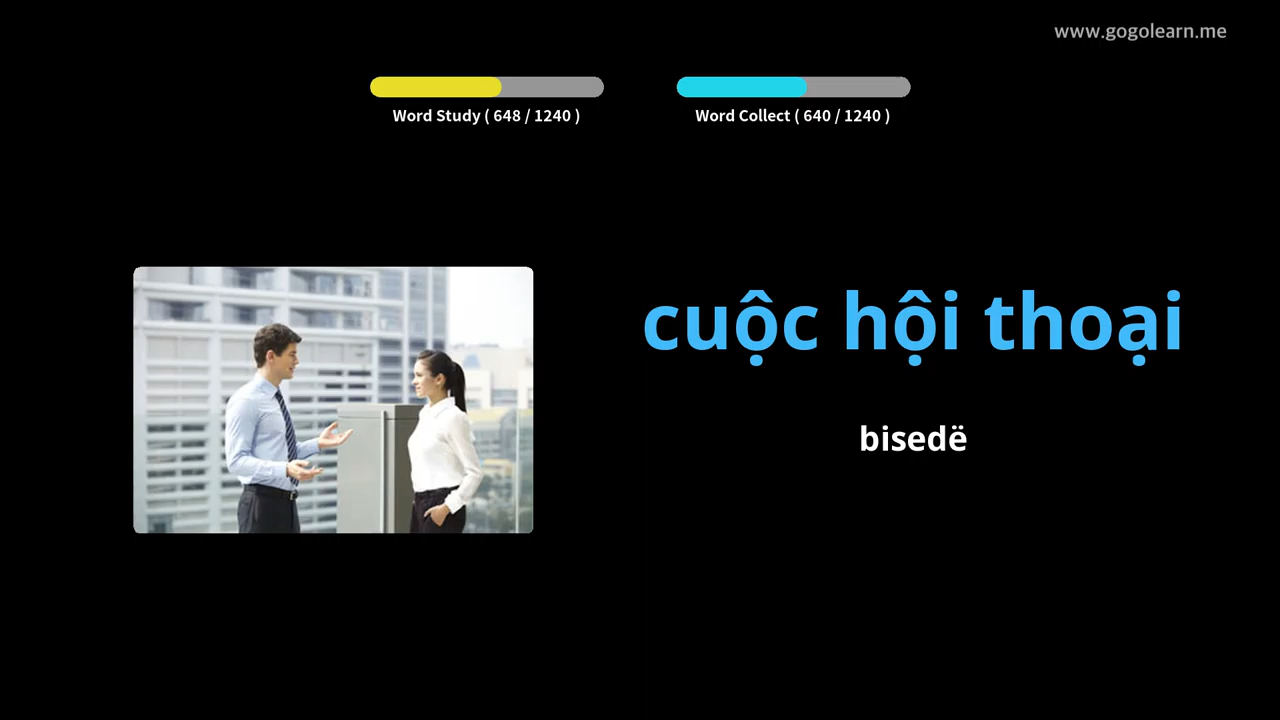 www.gogolearn.me
Word Study ( 648 / 1240 )
Word Collect ( 640 / 1240 )
cuộc hội thoại
bisedë